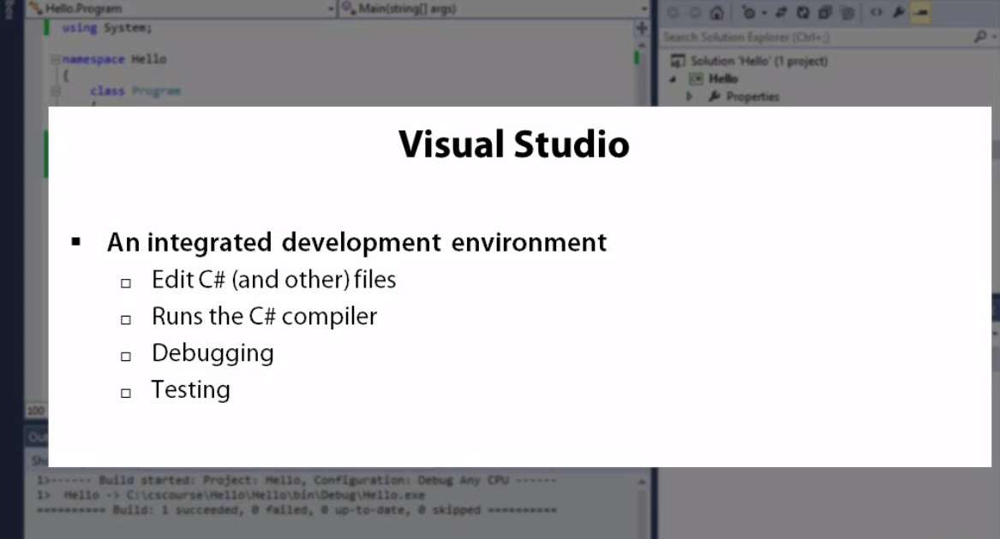 Hello.Program
Main(string[] args)
using System;
namespace Hello
{
class Program
Search Solution Explorer (Ctrl+;)
Solution 'Hello' (1 project)
Hello
Properties
Visual Studio
An integrated development environment
Edit C# (and other) files
Runs the C# compiler
Debugging
Testing
100
1>------ Build started: Project: Hello, Configuration: Debug Any CPU ------
1> Hello -> C:\cscourse\Hello\Hello\bin\Debug\Hello.exe
========== Build: 1 succeeded, 0 failed, 0 up-to-date, 0 skipped ==========